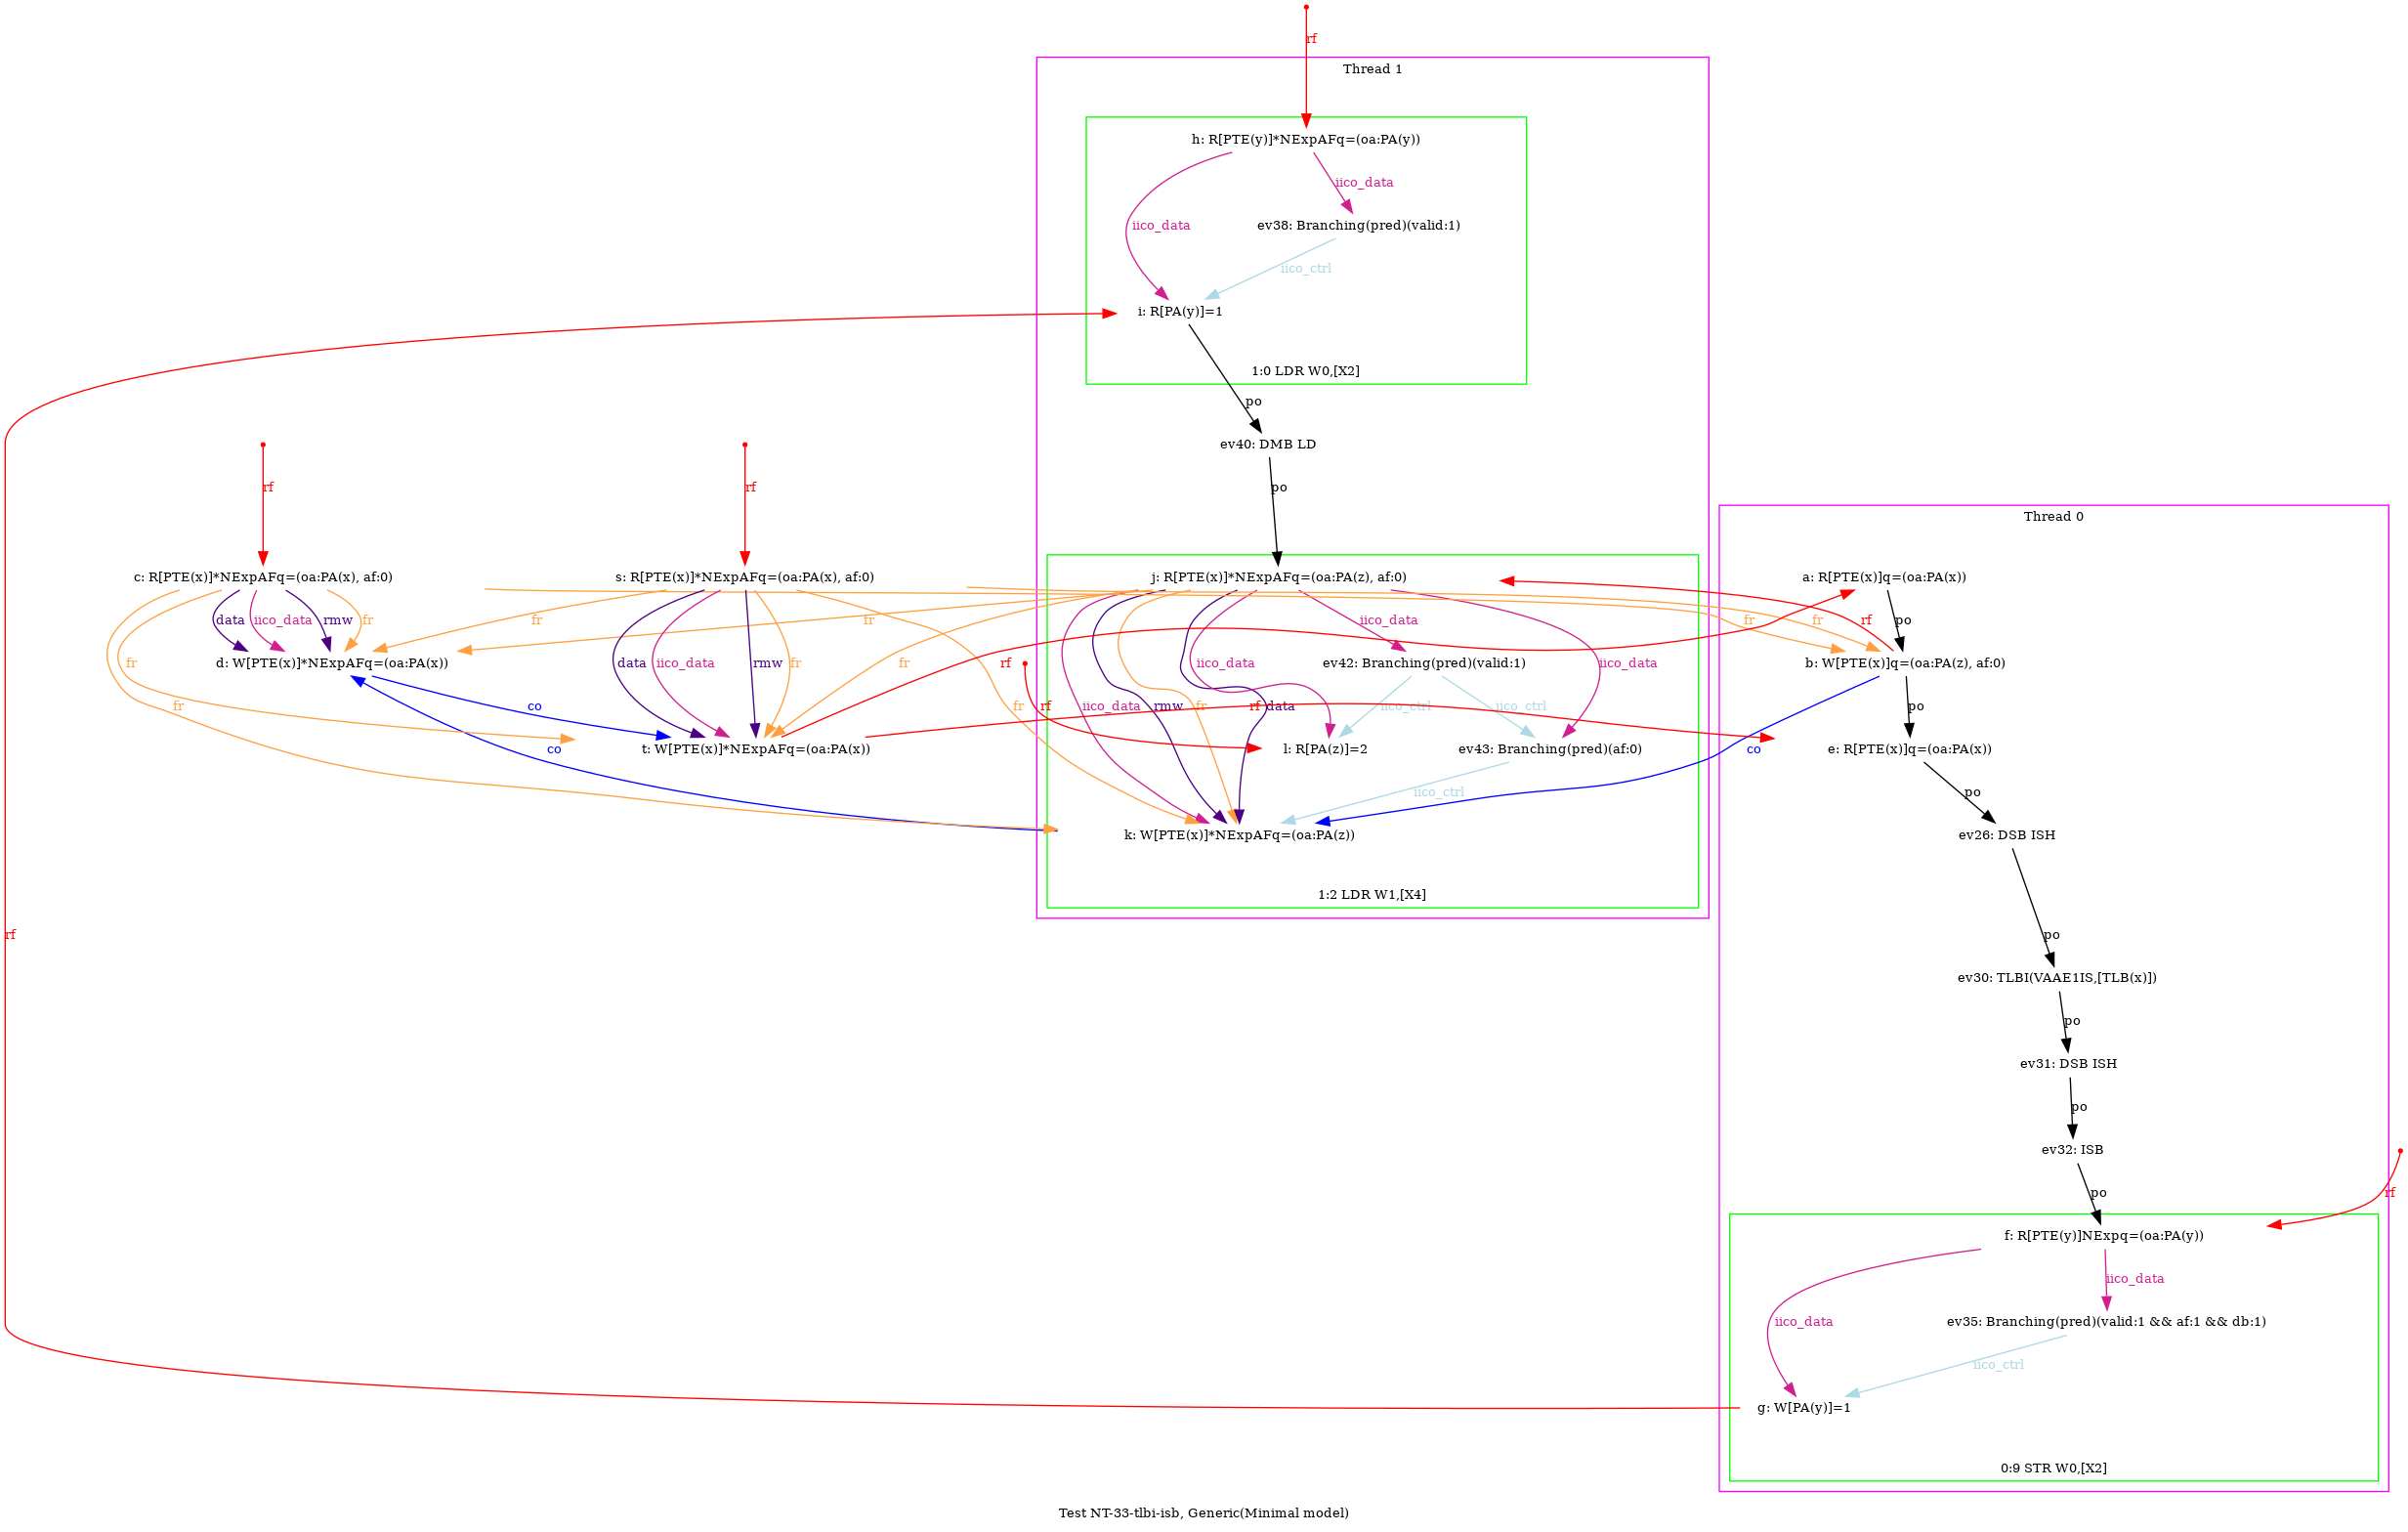 rf
Thread 1
h: R[PTE(y)]*NExpAFq=(oa:PA(y))
iico_data
iico_data
ev38: Branching(pred)(valid:1)
iico_ctrl
i: R[PA(y)]=1
1:0 LDR W0,[X2]
po
ev40: DMB LD
rf
rf
po
Thread 0
c: R[PTE(x)]*NExpAFq=(oa:PA(x), af:0)
s: R[PTE(x)]*NExpAFq=(oa:PA(x), af:0)
j: R[PTE(x)]*NExpAFq=(oa:PA(z), af:0)
a: R[PTE(x)]q=(oa:PA(x))
data
iico_data
rmw
fr
fr
fr
iico_data
fr
fr
rf
po
fr
d: W[PTE(x)]*NExpAFq=(oa:PA(x))
data
iico_data
rmw
fr
fr
rf
iico_data
ev42: Branching(pred)(valid:1)
iico_data
b: W[PTE(x)]q=(oa:PA(z), af:0)
fr
co
fr
rf
iico_data
rmw
fr
rf
data
iico_ctrl
iico_ctrl
po
t: W[PTE(x)]*NExpAFq=(oa:PA(x))
l: R[PA(z)]=2
ev43: Branching(pred)(af:0)
co
co
e: R[PTE(x)]q=(oa:PA(x))
iico_ctrl
po
k: W[PTE(x)]*NExpAFq=(oa:PA(z))
ev26: DSB ISH
1:2 LDR W1,[X4]
rf
po
ev30: TLBI(VAAE1IS,[TLB(x)])
po
ev31: DSB ISH
po
ev32: ISB
po
rf
f: R[PTE(y)]NExpq=(oa:PA(y))
iico_data
iico_data
ev35: Branching(pred)(valid:1 && af:1 && db:1)
iico_ctrl
g: W[PA(y)]=1
0:9 STR W0,[X2]
Test NT-33-tlbi-isb, Generic(Minimal model)